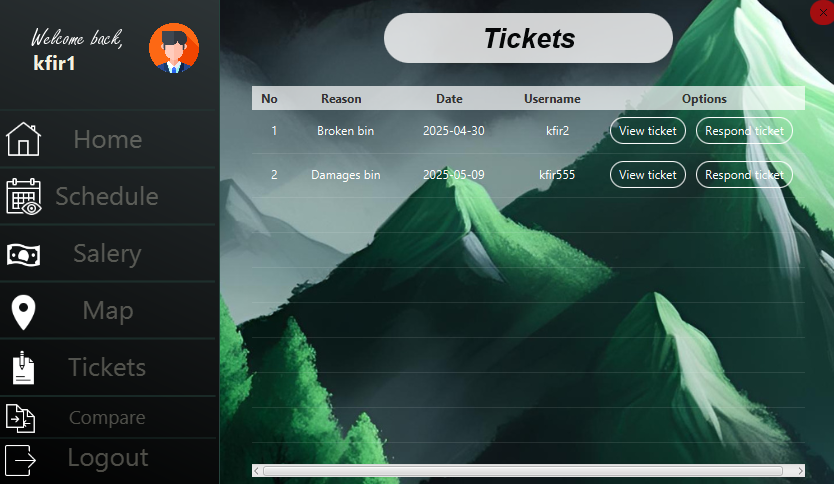 Welcome back,
kfir1
Home
Schedule
Salery
Map
Tickets
Compare
Logout
Tickets
No Reason Date Username Options
1 Broken bin 2025-04-30 kfir2 View ticket Respond ticket
2 Damages bin 2025-05-09 kfir555 View ticket Respond ticket